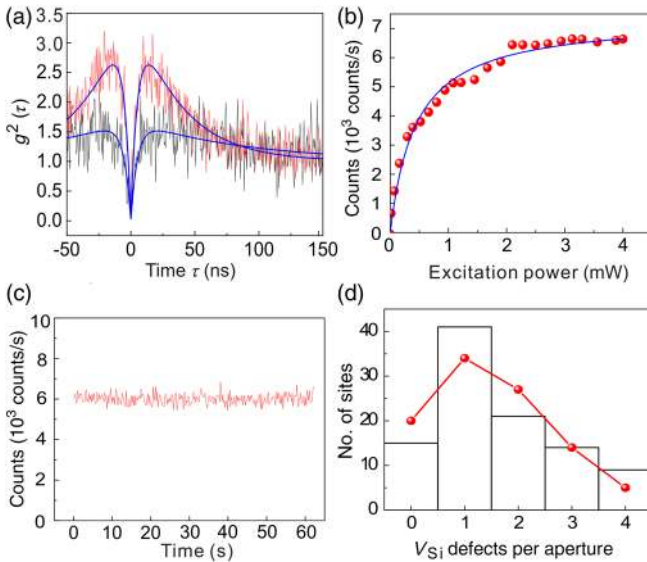 (a)
3.5
3.0
2.5
2.0
1.5
1.0
0.5
0.0
g² (τ)
-50 0 50 100 150
Time τ (ns)
(b)
7
6
5
4
3
2
1
0
Counts (10³ counts/s)
0 1 2 3 4
Excitation power (mW)
(c)
10
8
6
4
2
0
Counts (10³ counts/s)
0 10 20 30 40 50 60
Time (s)
(d)
40
30
20
10
No. of sites
0 1 2 3 4
V_Si defects per aperture